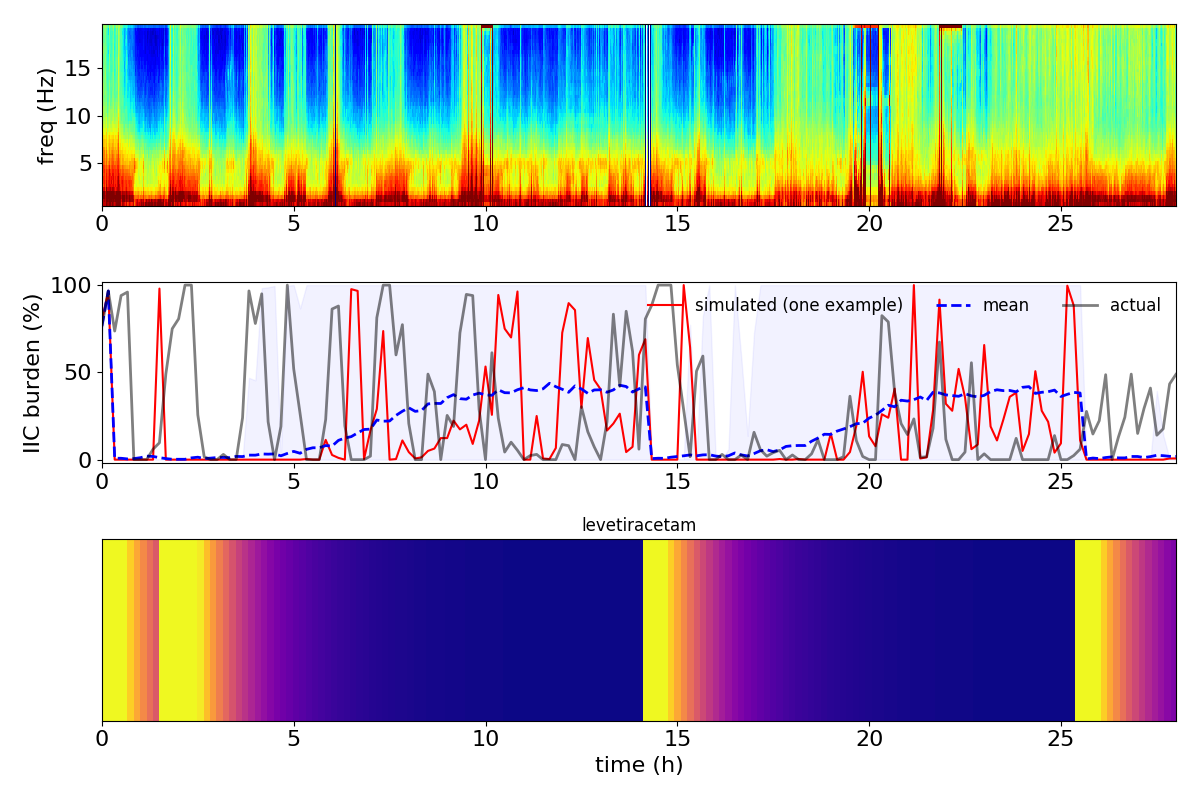 freq (Hz)
15
10
5
0 5 10 15 20 25
IIC burden (%)
100
50
0
simulated (one example) mean actual
0 5 10 15 20 25
levetiracetam
0 5 10 15 20 25
time (h)